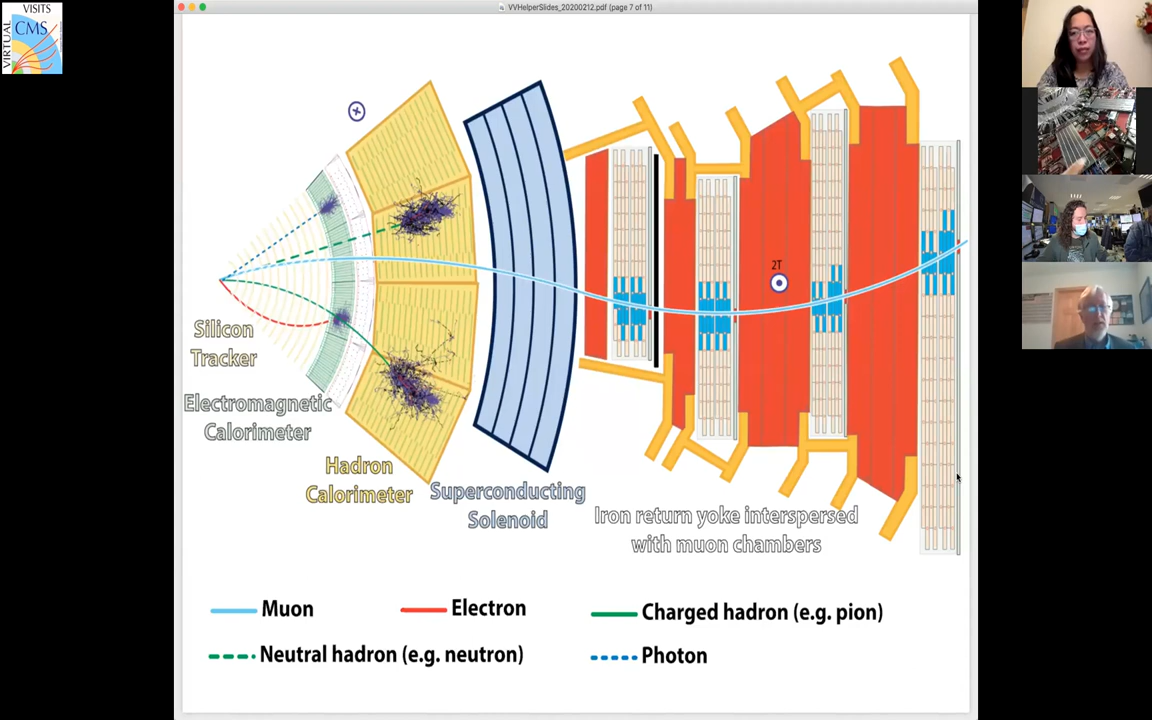 VISITS
VIRTUAL
CMS
VVHelperSlides_20200212.pdf (page 7 of 11)
2T
Silicon
Tracker
Electromagnetic
Calorimeter
Hadron
Calorimeter
Superconducting
Solenoid
Iron return yoke interspersed
with muon chambers
Muon
Electron
Charged hadron (e.g. pion)
Neutral hadron (e.g. neutron)
Photon